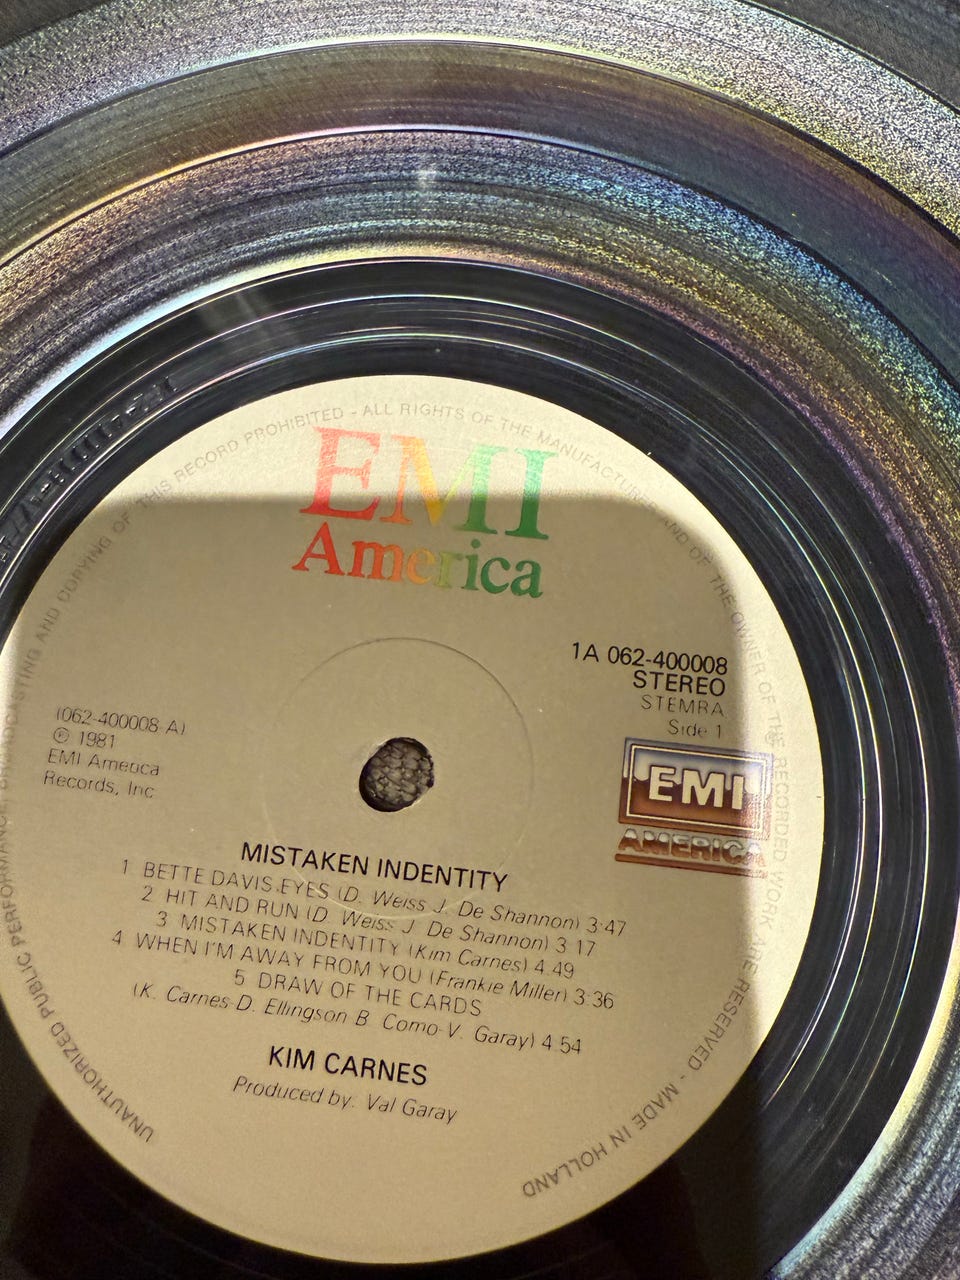 UNAUTHORIZED PUBLIC PERFORMANCE, BROADCASTING AND COPYING OF THIS RECORD PROHIBITED - ALL RIGHTS OF THE MANUFACTURER AND OF THE OWNER OF THE RECORDED WORK ARE RESERVED - MADE IN HOLLAND
EMI
America
1A 062-400008
STEREO
STEMRA
Side 1
(062-400008 A)
℗ 1981
EMI America
Records, Inc
EMI
AMERICA
MISTAKEN INDENTITY
1 BETTE DAVIS EYES (D. Weiss J. De Shannon) 3:47
2 HIT AND RUN (D. Weiss J. De Shannon) 3 17
3 MISTAKEN INDENTITY (Kim Carnes) 4.49
4 WHEN I'M AWAY FROM YOU (Frankie Miller) 3:36
5 DRAW OF THE CARDS
(K. Carnes-D. Ellingson B Como-V. Garay) 4.54
KIM CARNES
Produced by: Val Garay